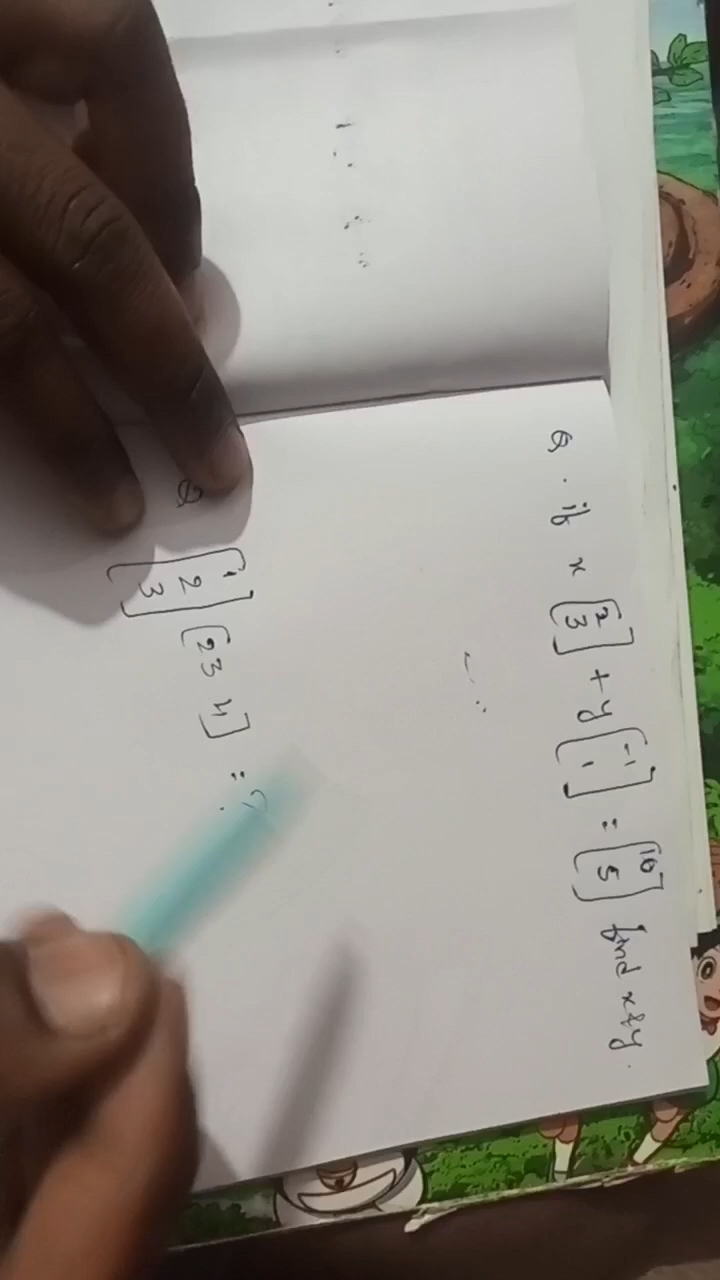 Q. if x [2 3] + y [-1 1] = [10 5] find x & y.
Q [1 2 3] [2 3 4] = ?